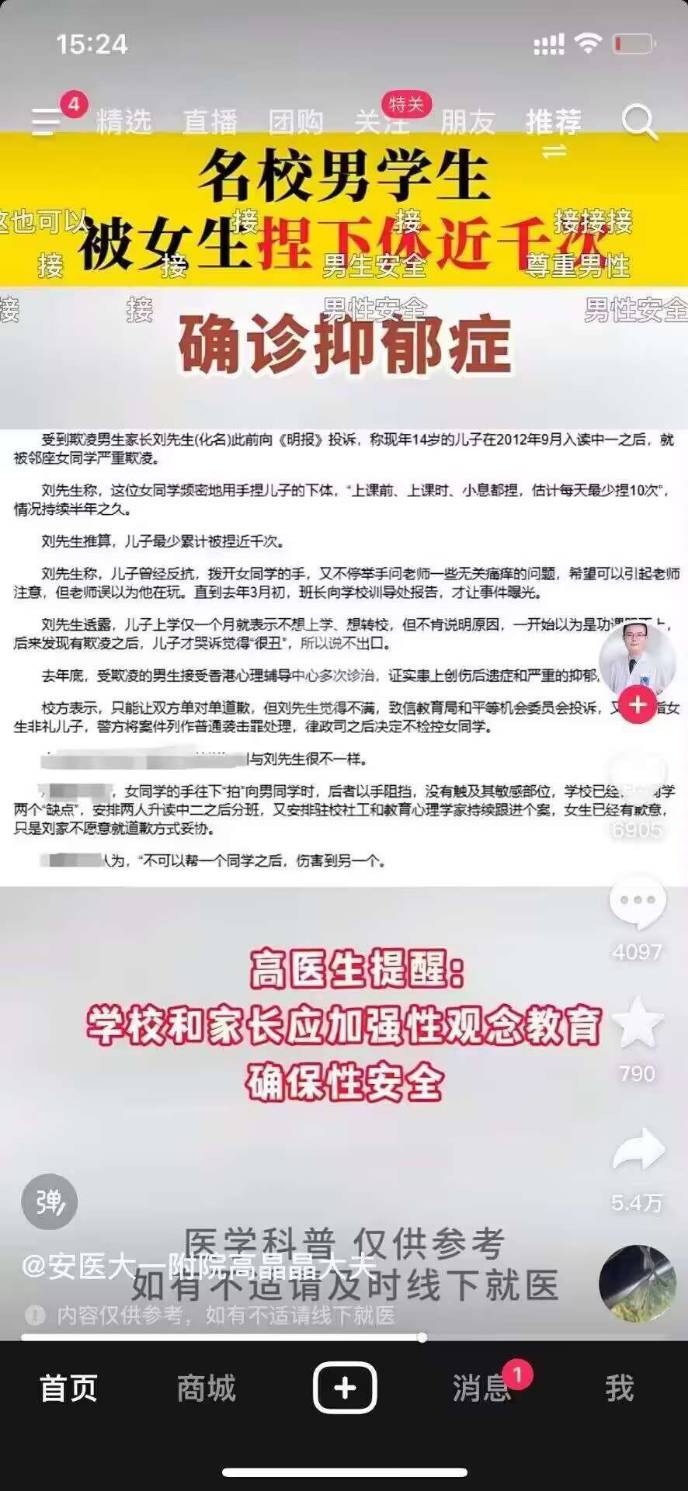 15:24
4
精选 直播 团购 关注 特关 朋友 推荐
名校男学生
这也可以 接 接 接接接
被女生捏下体近千次
接 接 男生安全 尊重男性
接 接 男性安全 男性安全
确诊抑郁症
受到欺凌男生家长刘先生(化名)此前向《明报》投诉，称现年14岁的儿子在2012年9月入读中一之后，就
被邻座女同学严重欺凌。
刘先生称，这位女同学频密地用手捏儿子的下体，“上课前、上课时、小息都捏，估计每天最少捏10次”，
情况持续半年之久。
刘先生推算，儿子最少累计被捏近千次。
刘先生称，儿子曾经反抗，拨开女同学的手，又不停举手问老师一些无关痛痒的问题，希望可以引起老师
注意，但老师误以为他在玩。直到去年3月初，班长向学校训导处报告，才让事件曝光。
刘先生透露，儿子上学仅一个月就表示不想上学、想转校，但不肯说明原因，一开始以为是功课 上，
后来发现有欺凌之后，儿子才哭诉觉得“很丑”，所以说不出口。
去年底，受欺凌的男生接受香港心理辅导中心多次诊治，证实患上创伤后遗症和严重的抑郁
校方表示，只能让双方单对单道歉，但刘先生觉得不满，致信教育局和平等机会委员会投诉，又 指女
生非礼儿子，警方将案件列作普通袭击罪处理，律政司之后决定不检控女同学。
与刘先生很不一样。
，女同学的手往下“拍”向男同学时，后者以手阻挡，没有触及其敏感部位，学校已经 同学
两个“缺点”，安排两人升读中二之后分班，又安排驻校社工和教育心理学家持续跟进个案，女生已经有歉意，
只是刘家不愿意就道歉方式妥协。
认为，“不可以帮一个同学之后，伤害到另一个。
6905
高医生提醒：
4097
学校和家长应加强性观念教育
确保性安全
790
5.4万
弹
医学科普 仅供参考
@安医大一附院高晶晶大夫
如有不适请及时线下就医
内容仅供参考，如有不适请线下就医
首页 商城 消息 1 我